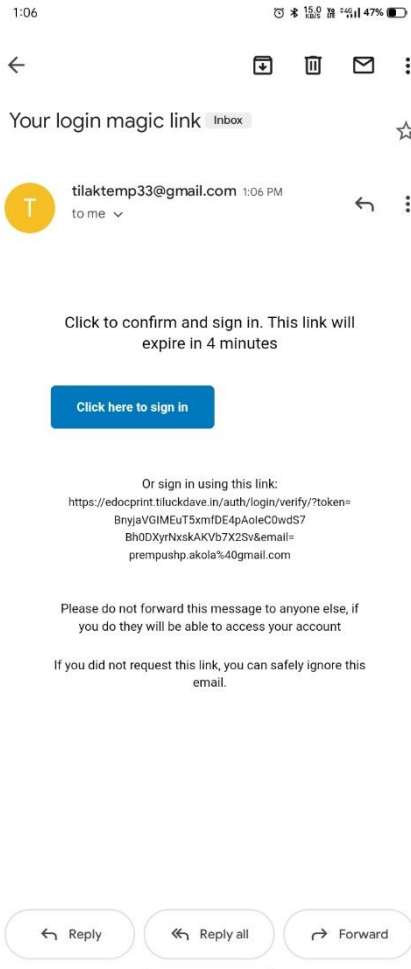 1:06
15.0 KB/S 47%
Your login magic link Inbox
T
tilaktemp33@gmail.com 1:06 PM
to me
Click to confirm and sign in. This link will
expire in 4 minutes
Click here to sign in
Or sign in using this link:
https://edocprint.tiluckdave.in/auth/login/verify/?token=
BnyjaVGIMEuT5xmfDE4pAoleC0wdS7
Bh0DXyrNxskAKVb7X2Sv&email=
prempushp.akola%40gmail.com
Please do not forward this message to anyone else, if
you do they will be able to access your account
If you did not request this link, you can safely ignore this
email.
Reply
Reply all
Forward